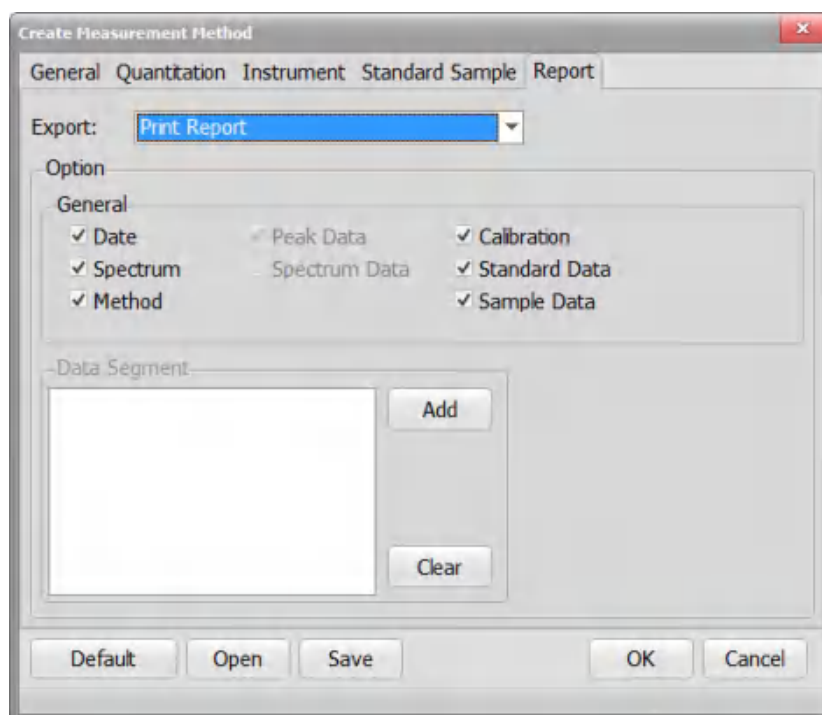 Create Measurement Method
General Quantitation Instrument Standard Sample Report
Export: Print Report
Option
General
Date Peak Data Calibration
Spectrum Spectrum Data Standard Data
Method Sample Data
Data Segment
Add
Clear
Default Open Save OK Cancel